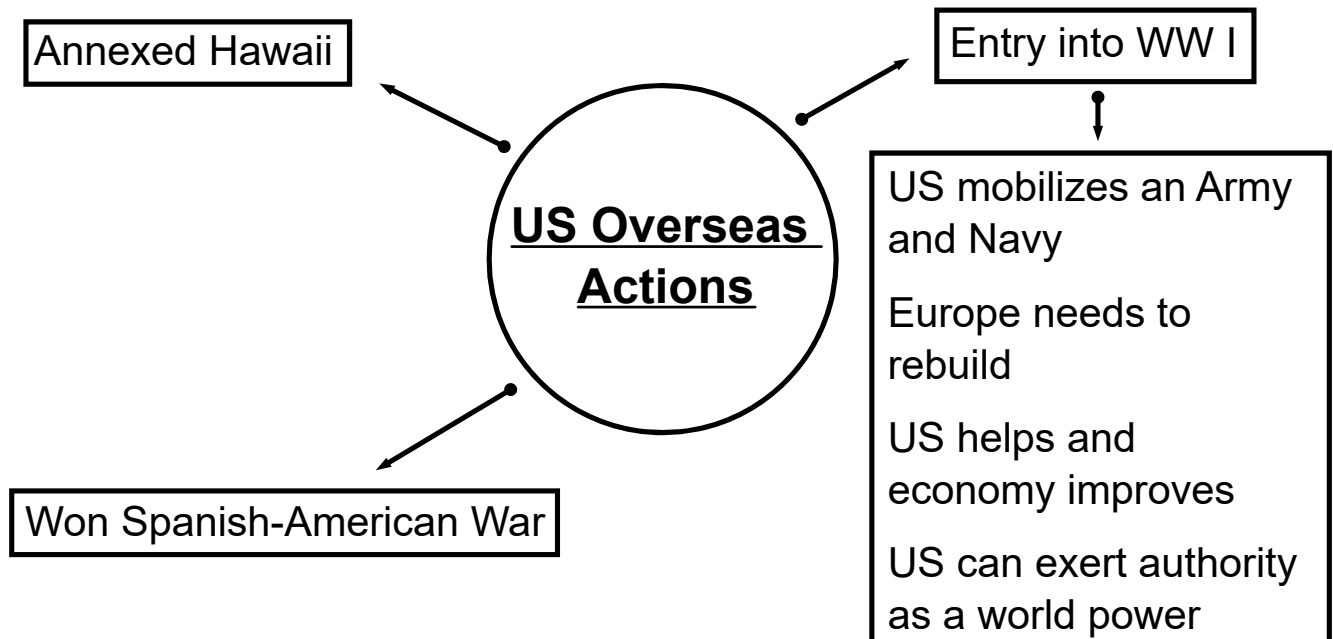 Annexed Hawaii
Entry into WW I
US Overseas
Actions
US mobilizes an Army
and Navy
Europe needs to
rebuild
US helps and
economy improves
US can exert authority
as a world power
Won Spanish-American War